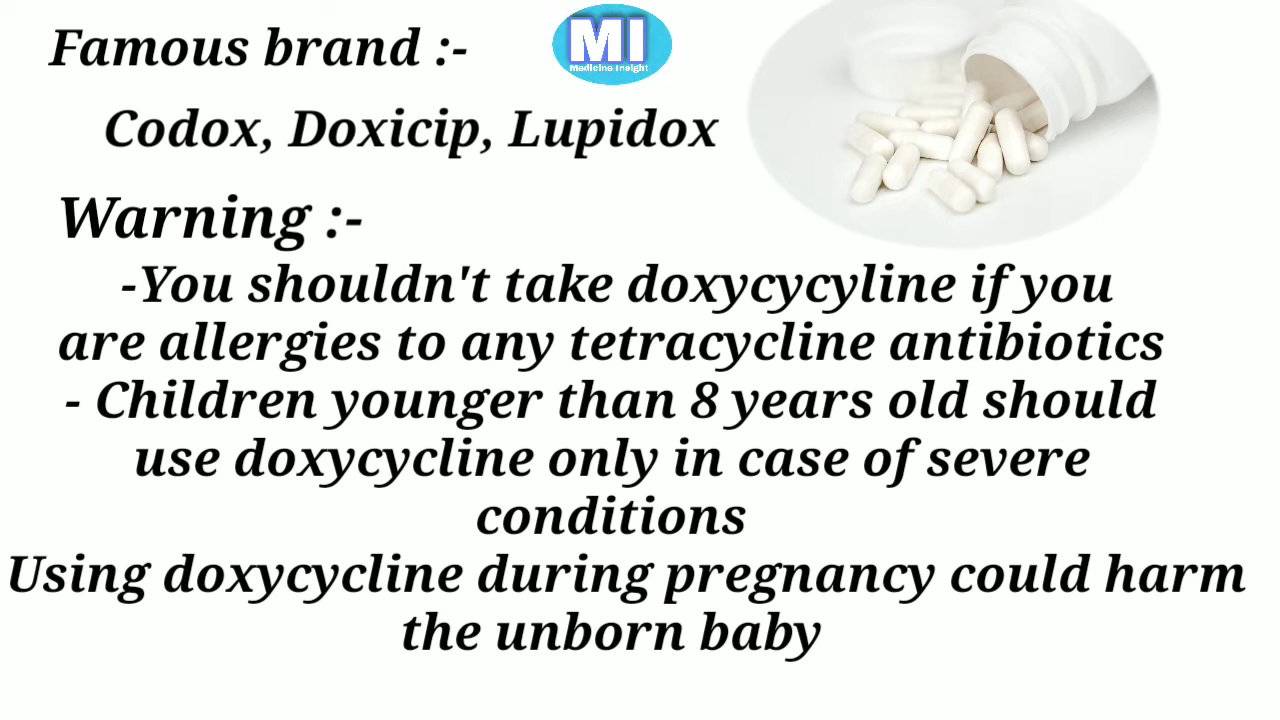 Famous brand :-
MI
Medicine Insight
Codox, Doxicip, Lupidox
Warning :-
-You shouldn't take doxycycyline if you
are allergies to any tetracycline antibiotics
- Children younger than 8 years old should
use doxycycline only in case of severe
conditions
Using doxycycline during pregnancy could harm
the unborn baby